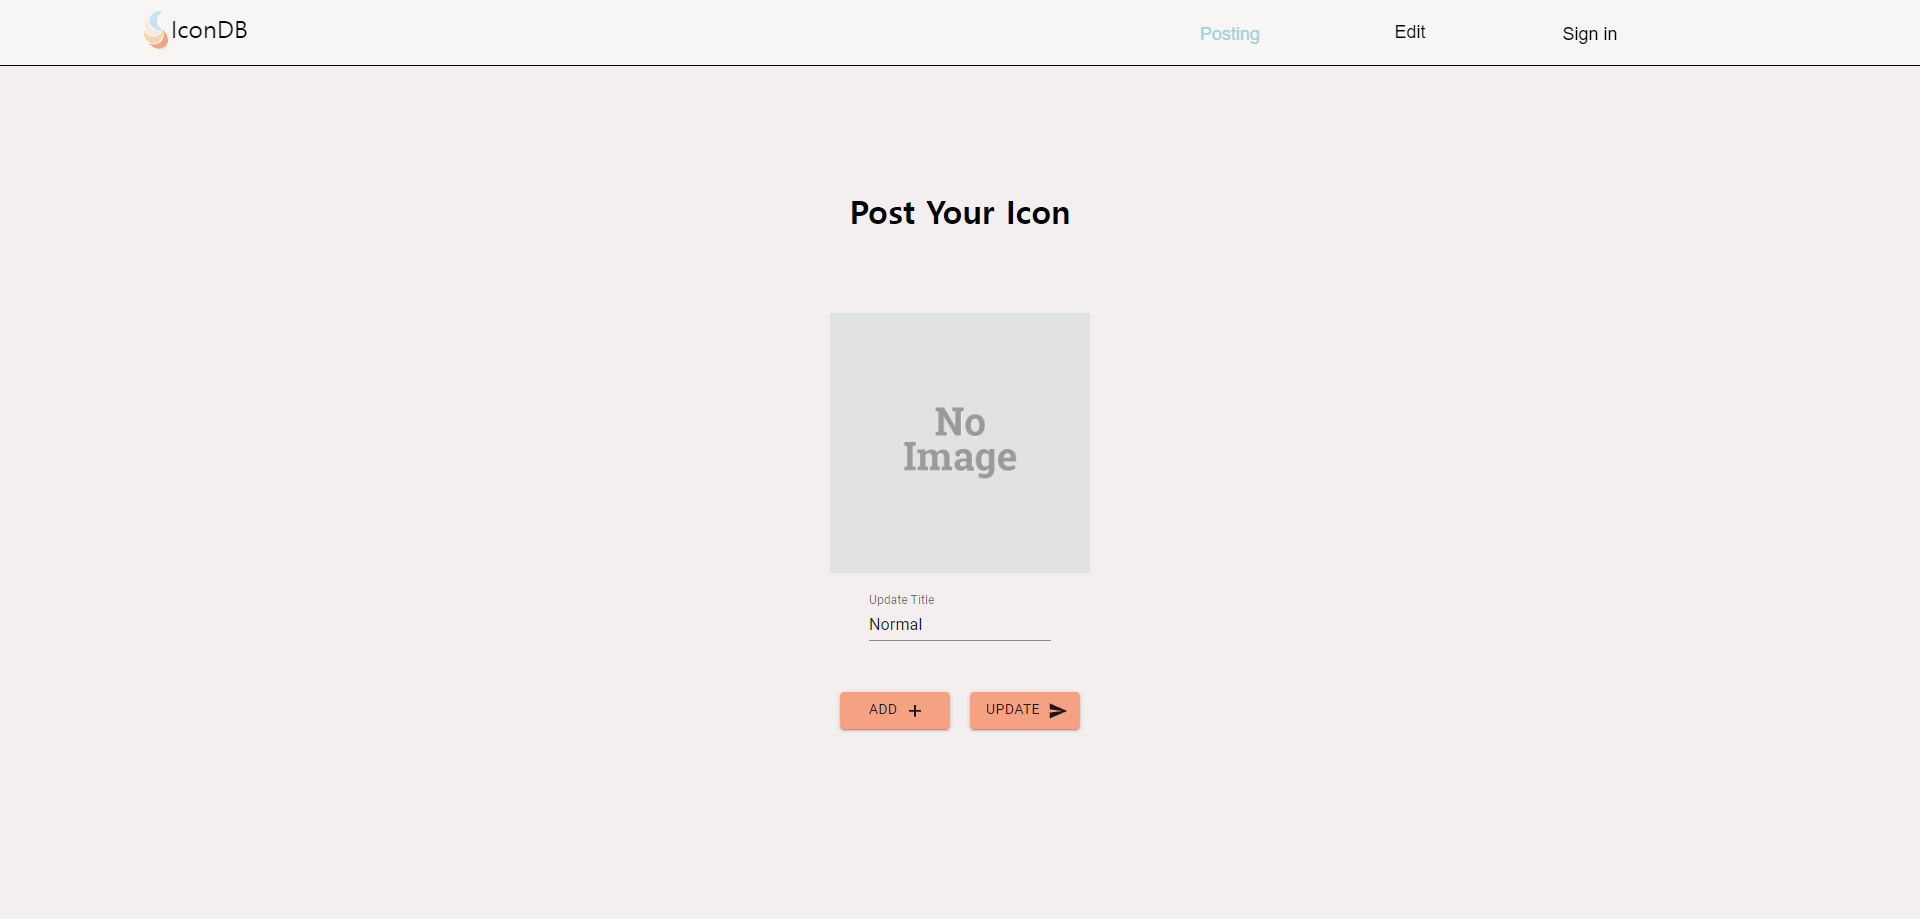 IconDB
Posting
Edit
Sign in
Post Your Icon
No
Image
Update Title
Normal
ADD
UPDATE